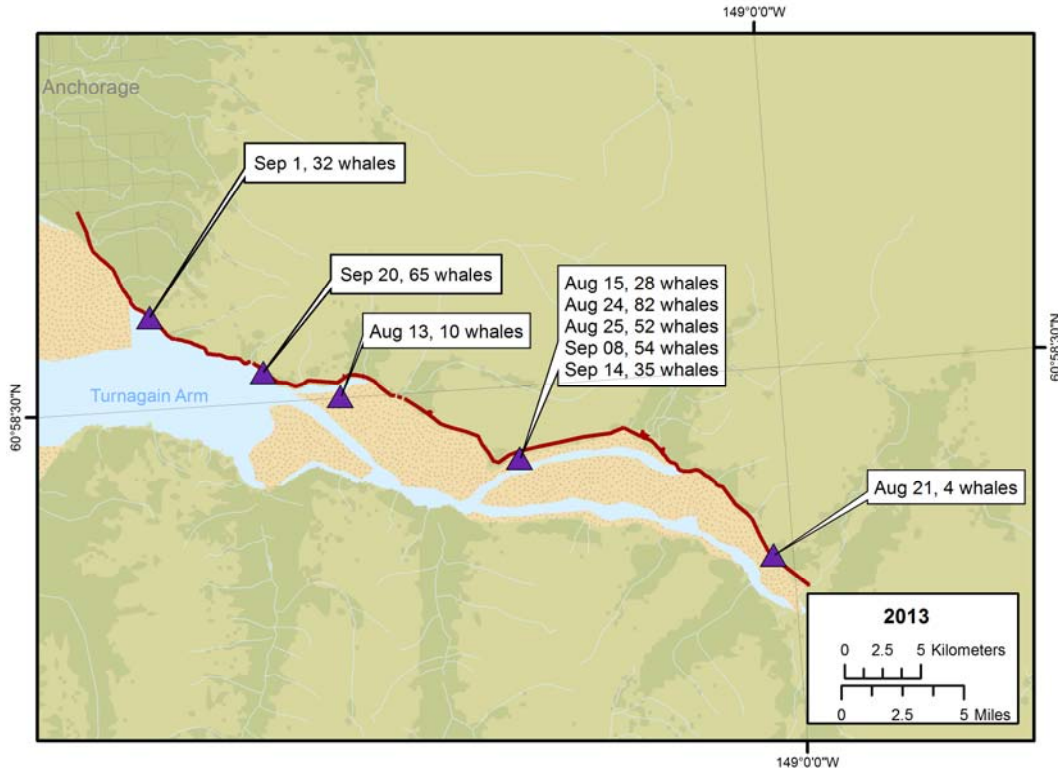 149°0'0"W
Anchorage
Sep 1, 32 whales
Sep 20, 65 whales
Aug 15, 28 whales
Aug 24, 82 whales
Aug 25, 52 whales
Sep 08, 54 whales
Sep 14, 35 whales
Aug 13, 10 whales
60°58'30"N
Turnagain Arm
60°58'30"N
Aug 21, 4 whales
2013
0 2.5 5 Kilometers
0 2.5 5 Miles
149°0'0"W